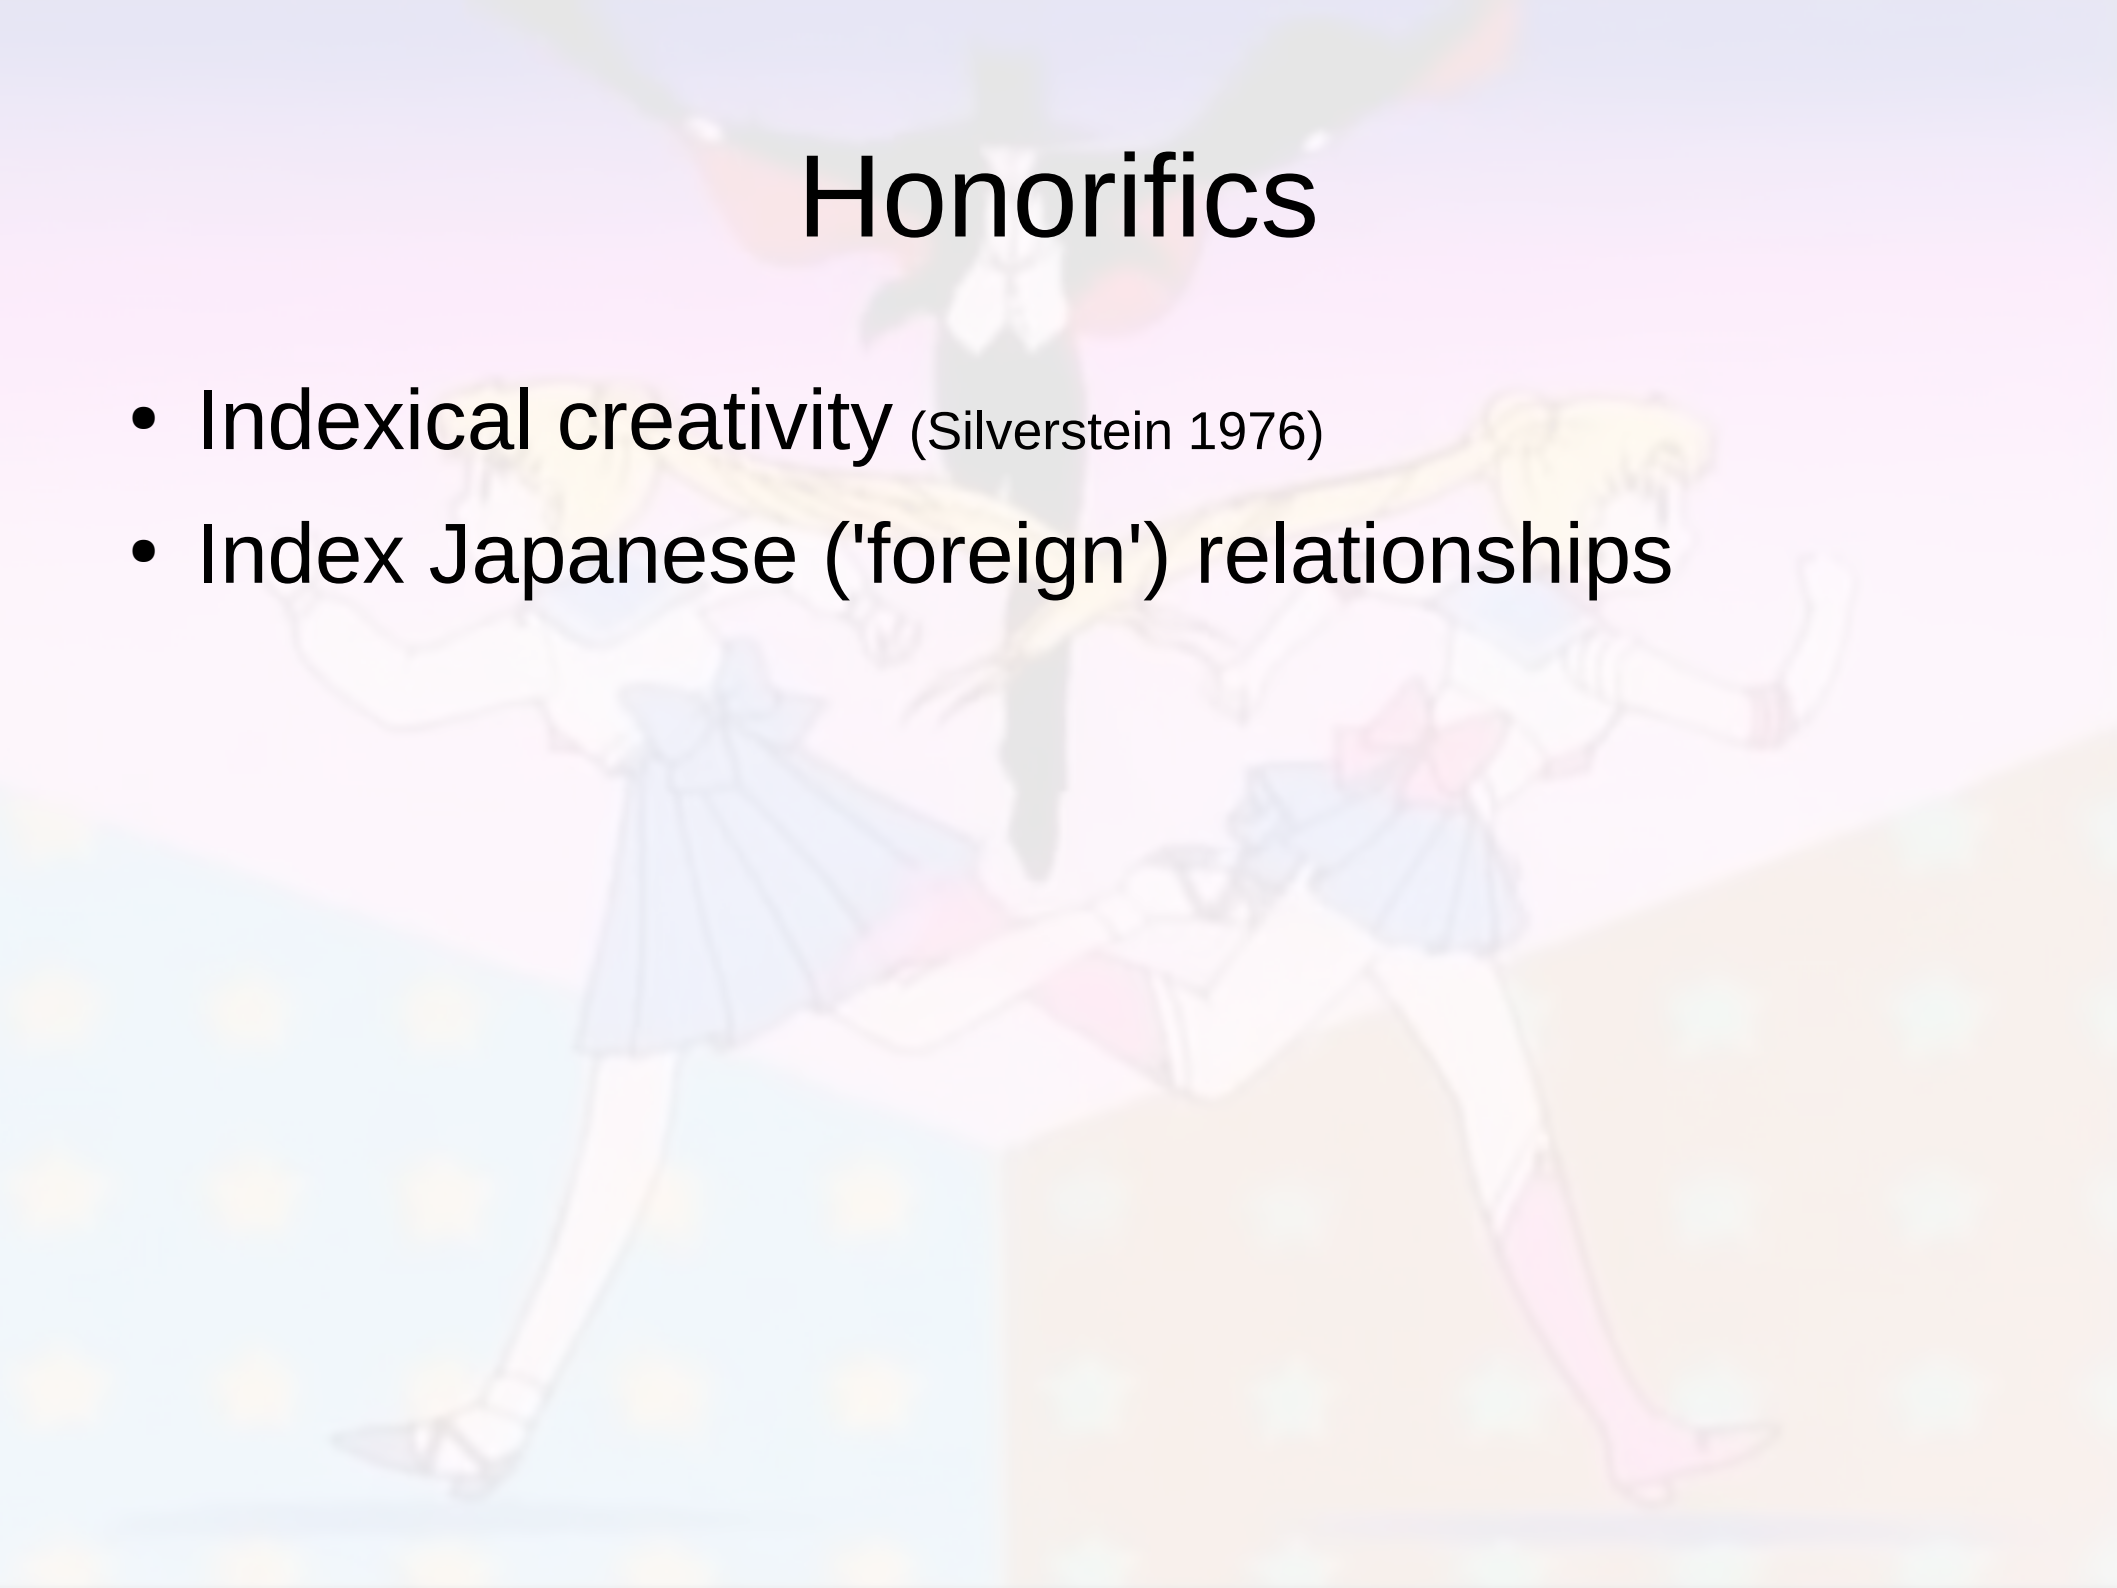 Honorifics
• Indexical creativity (Silverstein 1976)
• Index Japanese ('foreign') relationships